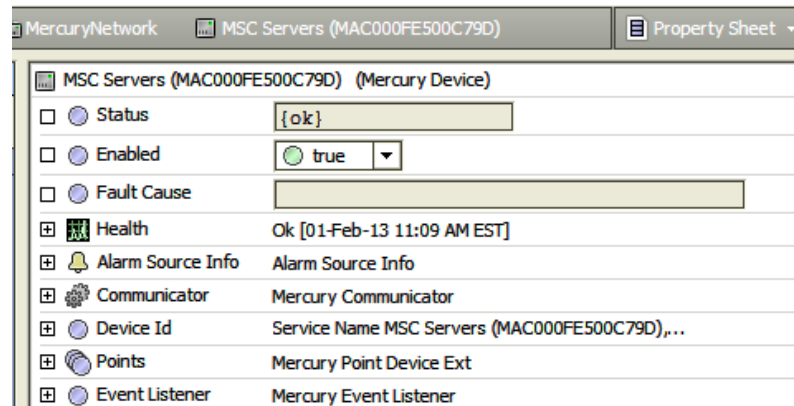 MercuryNetwork MSC Servers (MAC000FE500C79D) Property Sheet
MSC Servers (MAC000FE500C79D) (Mercury Device)
Status {ok}
Enabled true
Fault Cause
Health Ok [01-Feb-13 11:09 AM EST]
Alarm Source Info Alarm Source Info
Communicator Mercury Communicator
Device Id Service Name MSC Servers (MAC000FE500C79D),...
Points Mercury Point Device Ext
Event Listener Mercury Event Listener